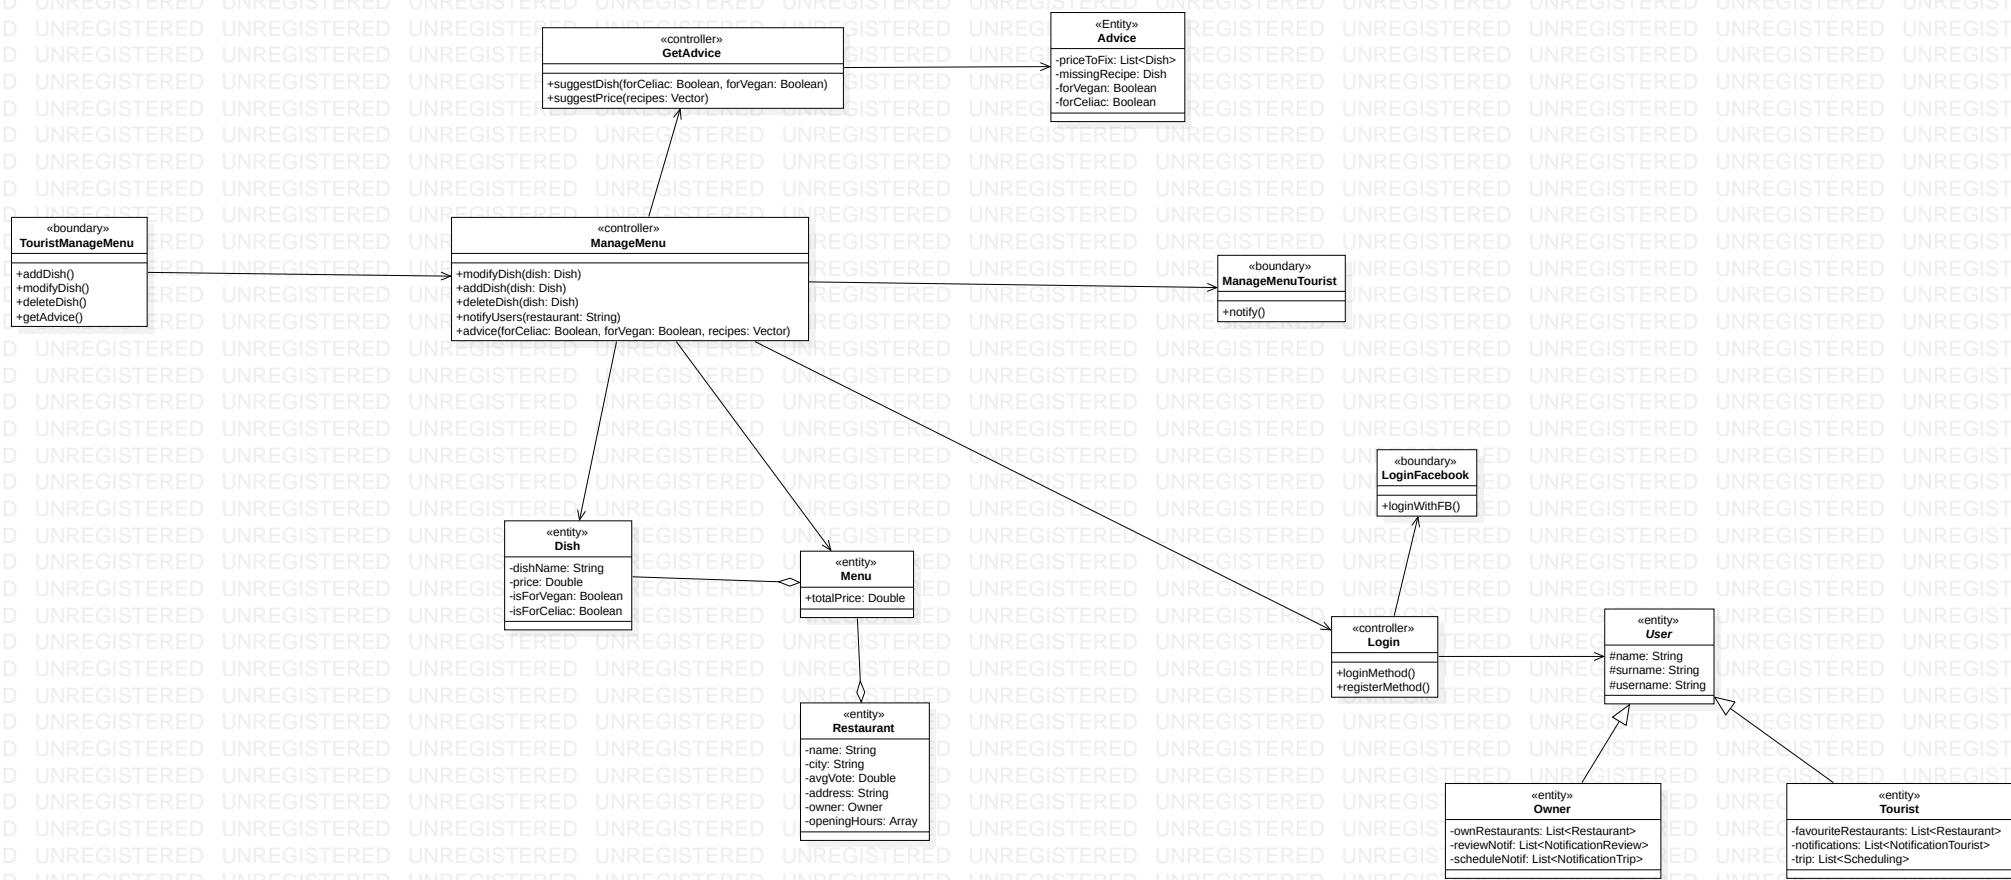 «controller»
GetAdvice
+suggestDish(forCeliac: Boolean, forVegan: Boolean)
+suggestPrice(recipes: Vector)
«Entity»
Advice
-priceToFix: List<Dish>
-missingRecipe: Dish
-forVegan: Boolean
-forCeliac: Boolean
«boundary»
TouristManageMenu
+addDish()
+modifyDish()
+deleteDish()
+getAdvice()
«controller»
ManageMenu
+modifyDish(dish: Dish)
+addDish(dish: Dish)
+deleteDish(dish: Dish)
+notifyUsers(restaurant: String)
+advice(forCeliac: Boolean, forVegan: Boolean, recipes: Vector)
«boundary»
ManageMenuTourist
+notify()
«boundary»
LoginFacebook
+loginWithFB()
«entity»
Dish
-dishName: String
-price: Double
-isForVegan: Boolean
-isForCeliac: Boolean
«entity»
Menu
+totalPrice: Double
«controller»
Login
+loginMethod()
+registerMethod()
«entity»
User
#name: String
#surname: String
#username: String
«entity»
Restaurant
-name: String
-city: String
-avgVote: Double
-address: String
-owner: Owner
-openingHours: Array
«entity»
Owner
-ownRestaurants: List<Restaurant>
-reviewNotif: List<NotificationReview>
-scheduleNotif: List<NotificationTrip>
«entity»
Tourist
-favouriteRestaurants: List<Restaurant>
-notifications: List<NotificationTourist>
-trip: List<Scheduling>
UNREGISTERED